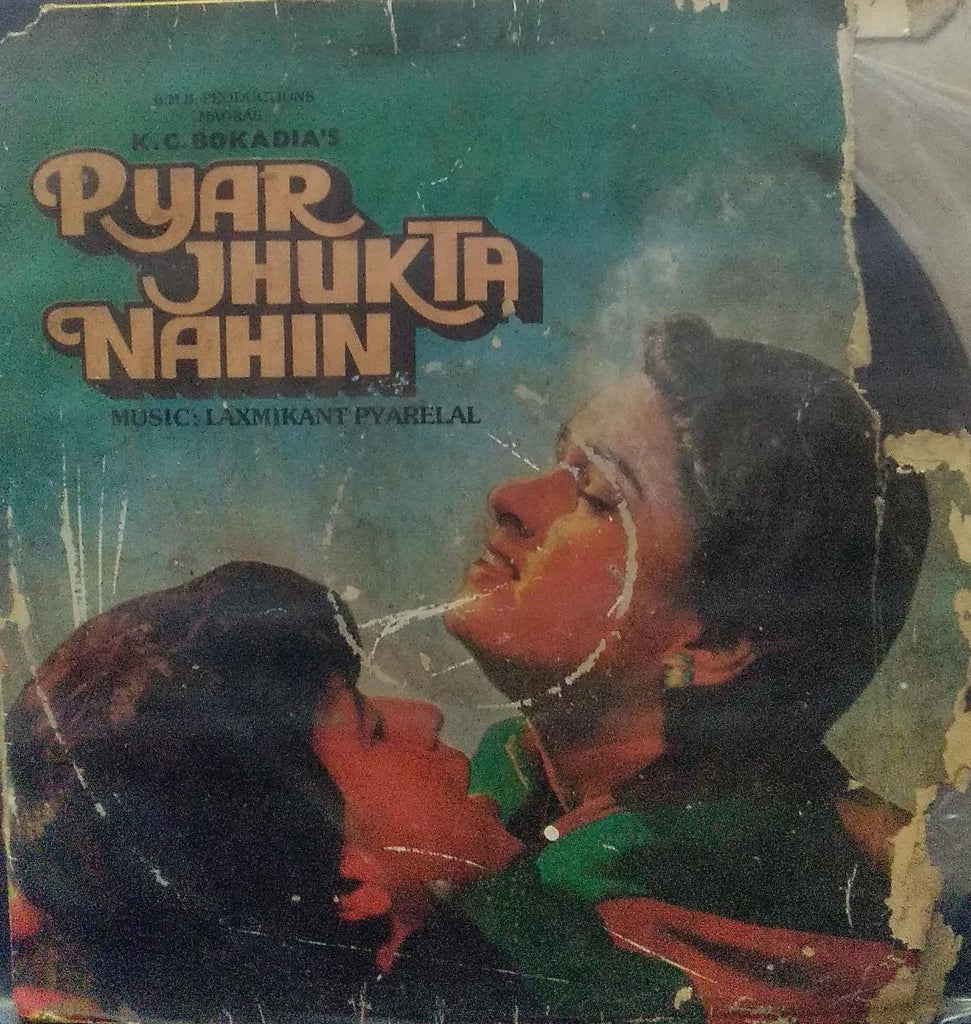 B.M.B. PRODUCTIONS
MADRAS
K.C. BOKADIA'S
PYAR
JHUKTA
NAHIN
MUSIC: LAXMIKANT PYARELAL